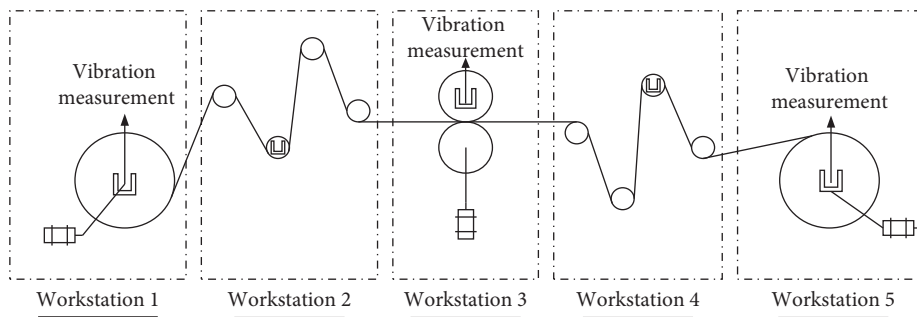 Vibration
measurement
Vibration
measurement
Vibration
measurement
Workstation 1
Workstation 2
Workstation 3
Workstation 4
Workstation 5